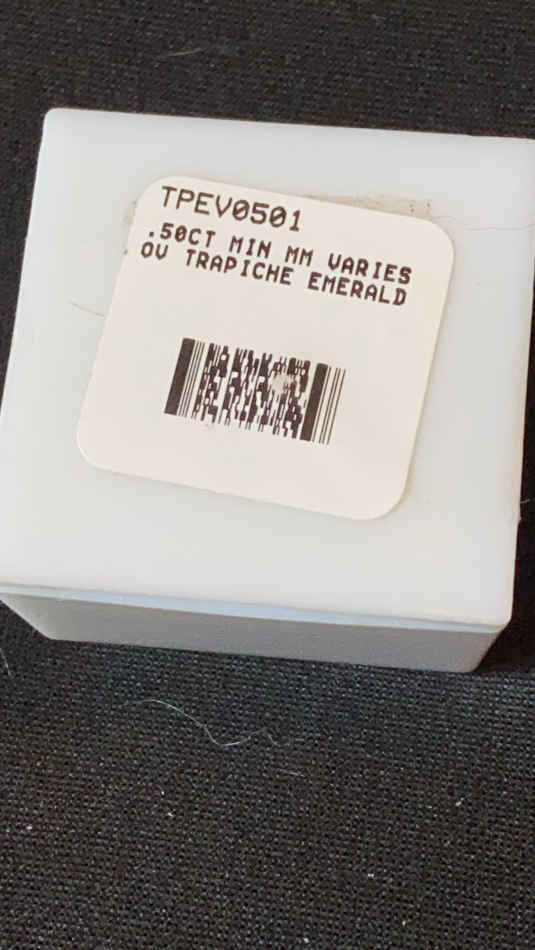 TPEV0501
.50CT MIN MM VARIES
OV TRAPICHE EMERALD